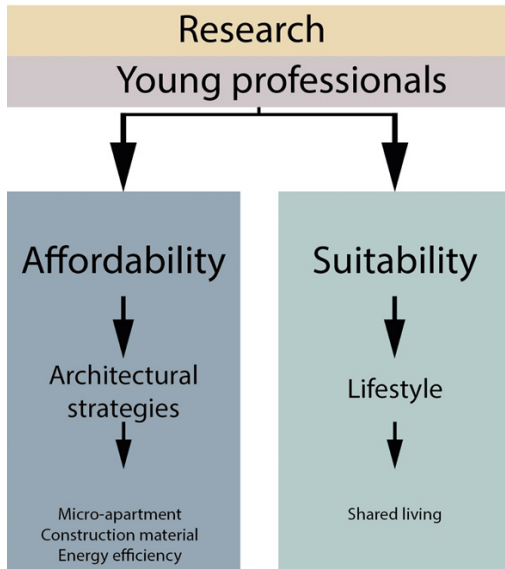 Research
Young professionals
Affordability
Architectural
strategies
Micro-apartment
Construction material
Energy efficiency
Suitability
Lifestyle
Shared living